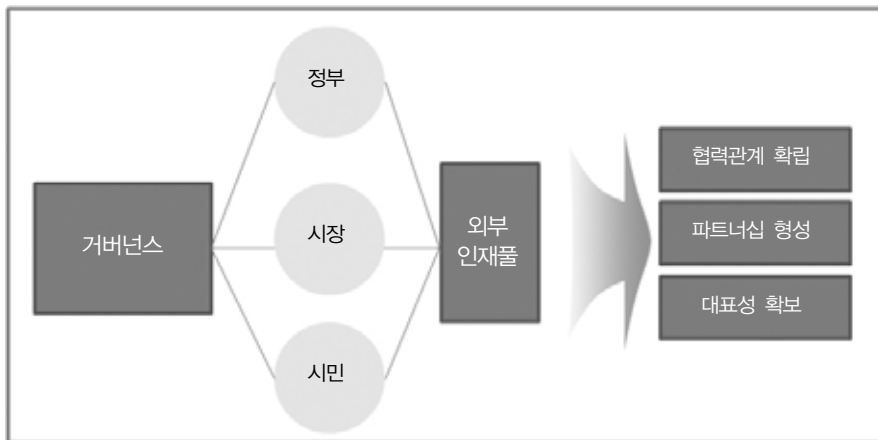 정부
거버넌스
시장
시민
외부
인재풀
협력관계 확립
파트너십 형성
대표성 확보